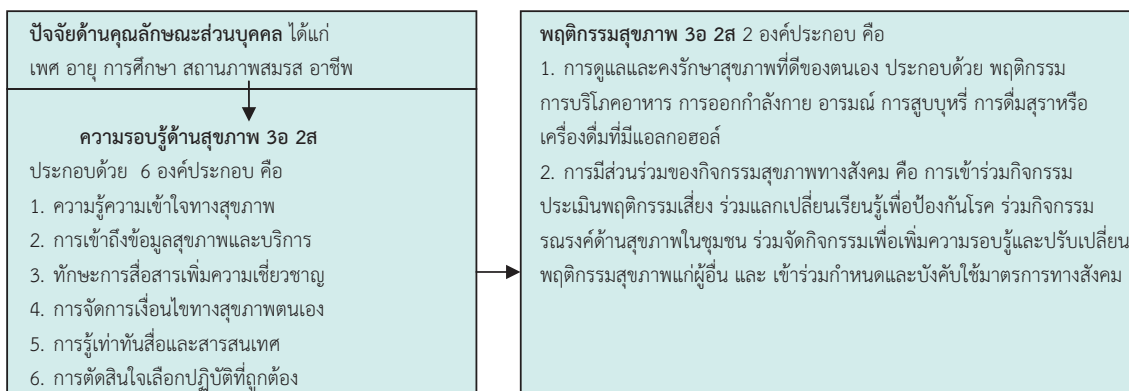 ปัจจัยด้านคุณลักษณะส่วนบุคคล ได้แก่
เพศ อายุ การศึกษา สถานภาพสมรส อาชีพ
ความรอบรู้ด้านสุขภาพ 3อ 2ส
ประกอบด้วย 6 องค์ประกอบ คือ
1. ความรู้ความเข้าใจทางสุขภาพ
2. การเข้าถึงข้อมูลสุขภาพและบริการ
3. ทักษะการสื่อสารเพิ่มความเชี่ยวชาญ
4. การจัดการเงื่อนไขทางสุขภาพตนเอง
5. การรู้เท่าทันสื่อและสารสนเทศ
6. การตัดสินใจเลือกปฏิบัติที่ถูกต้อง
พฤติกรรมสุขภาพ 3อ 2ส 2 องค์ประกอบ คือ
1. การดูแลและคงรักษาสุขภาพที่ดีของตนเอง ประกอบด้วย พฤติกรรม
การบริโภคอาหาร การออกกำลังกาย อารมณ์ การสูบบุหรี่ การดื่มสุราหรือ
เครื่องดื่มที่มีแอลกอฮอล์
2. การมีส่วนร่วมของกิจกรรมสุขภาพทางสังคม คือ การเข้าร่วมกิจกรรม
ประเมินพฤติกรรมเสี่ยง ร่วมแลกเปลี่ยนเรียนรู้เพื่อป้องกันโรค ร่วมกิจกรรม
รณรงค์ด้านสุขภาพในชุมชน ร่วมจัดกิจกรรมเพื่อเพิ่มความรอบรู้และปรับเปลี่ยน
พฤติกรรมสุขภาพแก่ผู้อื่น และ เข้าร่วมกำหนดและบังคับใช้มาตรการทางสังคม